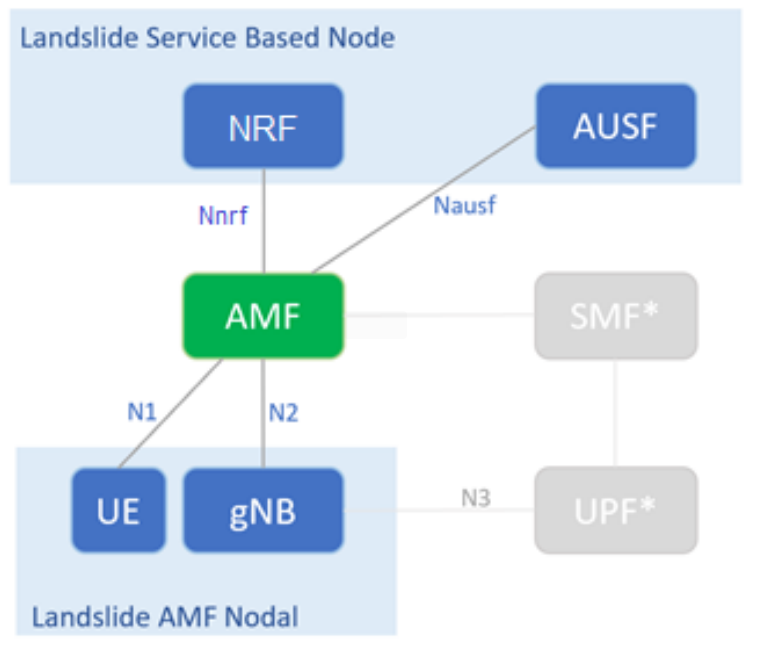 Landslide Service Based Node
NRF
AUSF
Nnrf
Nausf
AMF
SMF*
N1
N2
UE
gNB
N3
UPF*
Landslide AMF Nodal